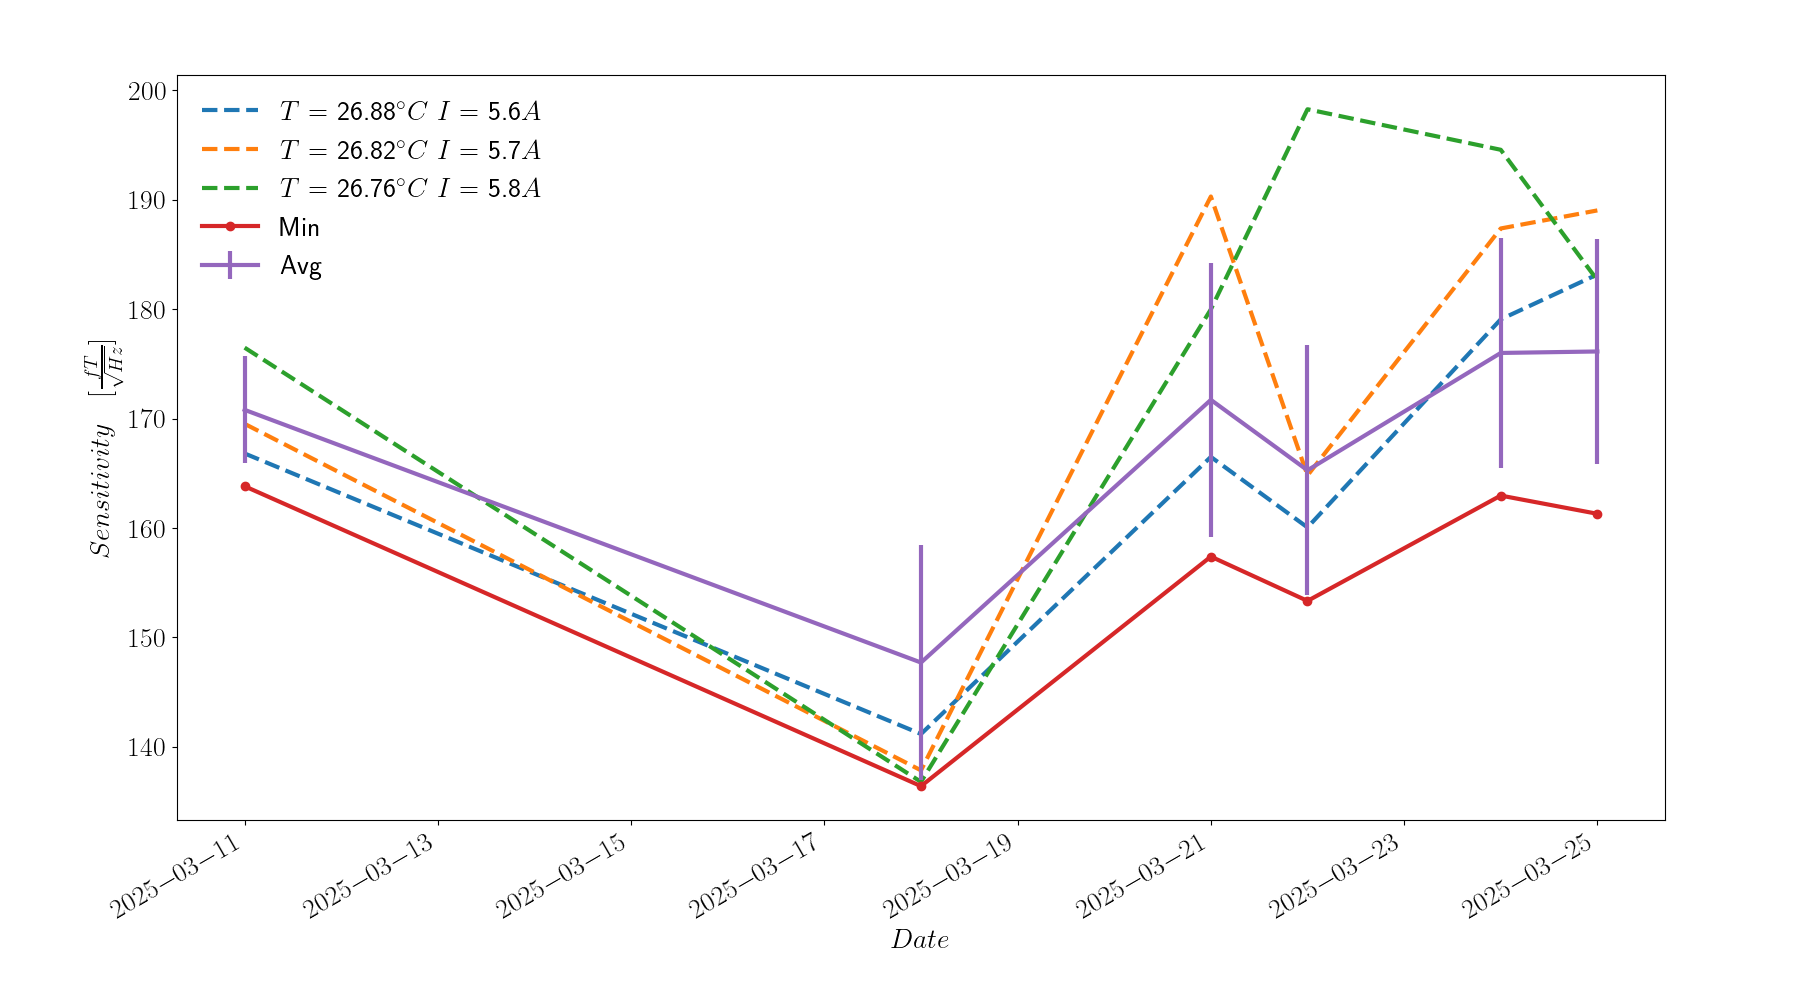 200
190
180
170
160
150
140
Sensitivity [fT/√Hz]
T = 26.88°C I = 5.6A
T = 26.82°C I = 5.7A
T = 26.76°C I = 5.8A
Min
Avg
2025−03−11
2025−03−13
2025−03−15
2025−03−17
2025−03−19
2025−03−21
2025−03−23
2025−03−25
Date